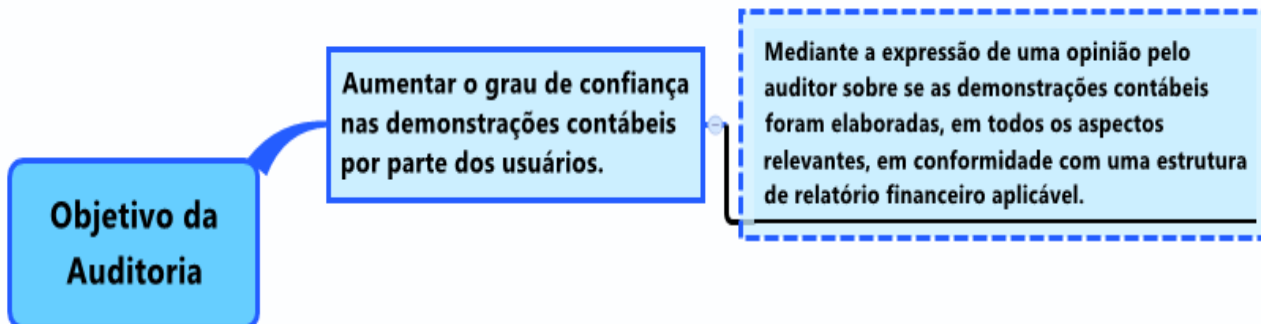 Objetivo da
Auditoria
Aumentar o grau de confiança
nas demonstrações contábeis
por parte dos usuários.
Mediante a expressão de uma opinião pelo
auditor sobre se as demonstrações contábeis
foram elaboradas, em todos os aspectos
relevantes, em conformidade com uma estrutura
de relatório financeiro aplicável.